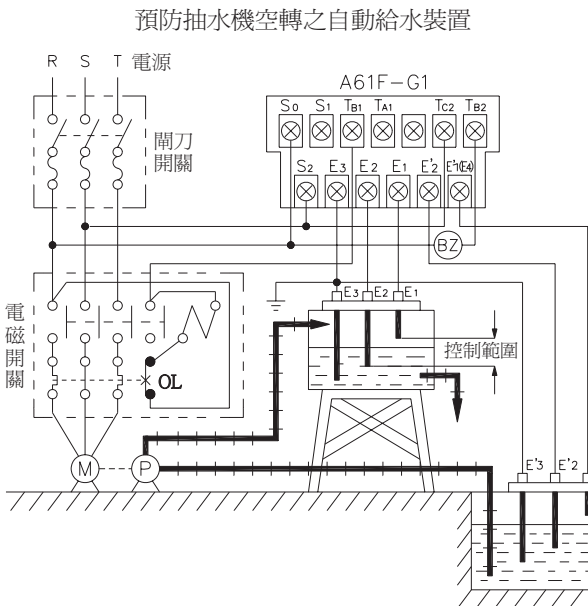 預防抽水機空轉之自動給水裝置
R S T 電源
A61F-G1
S0 S1 TB1 TA1 TC2 TB2
閘刀
開關
S2 E3 E2 E1 E'2 E'1(E4)
BZ
電磁開關
E3 E2 E1
控制範圍
OL
M P
E'3 E'2